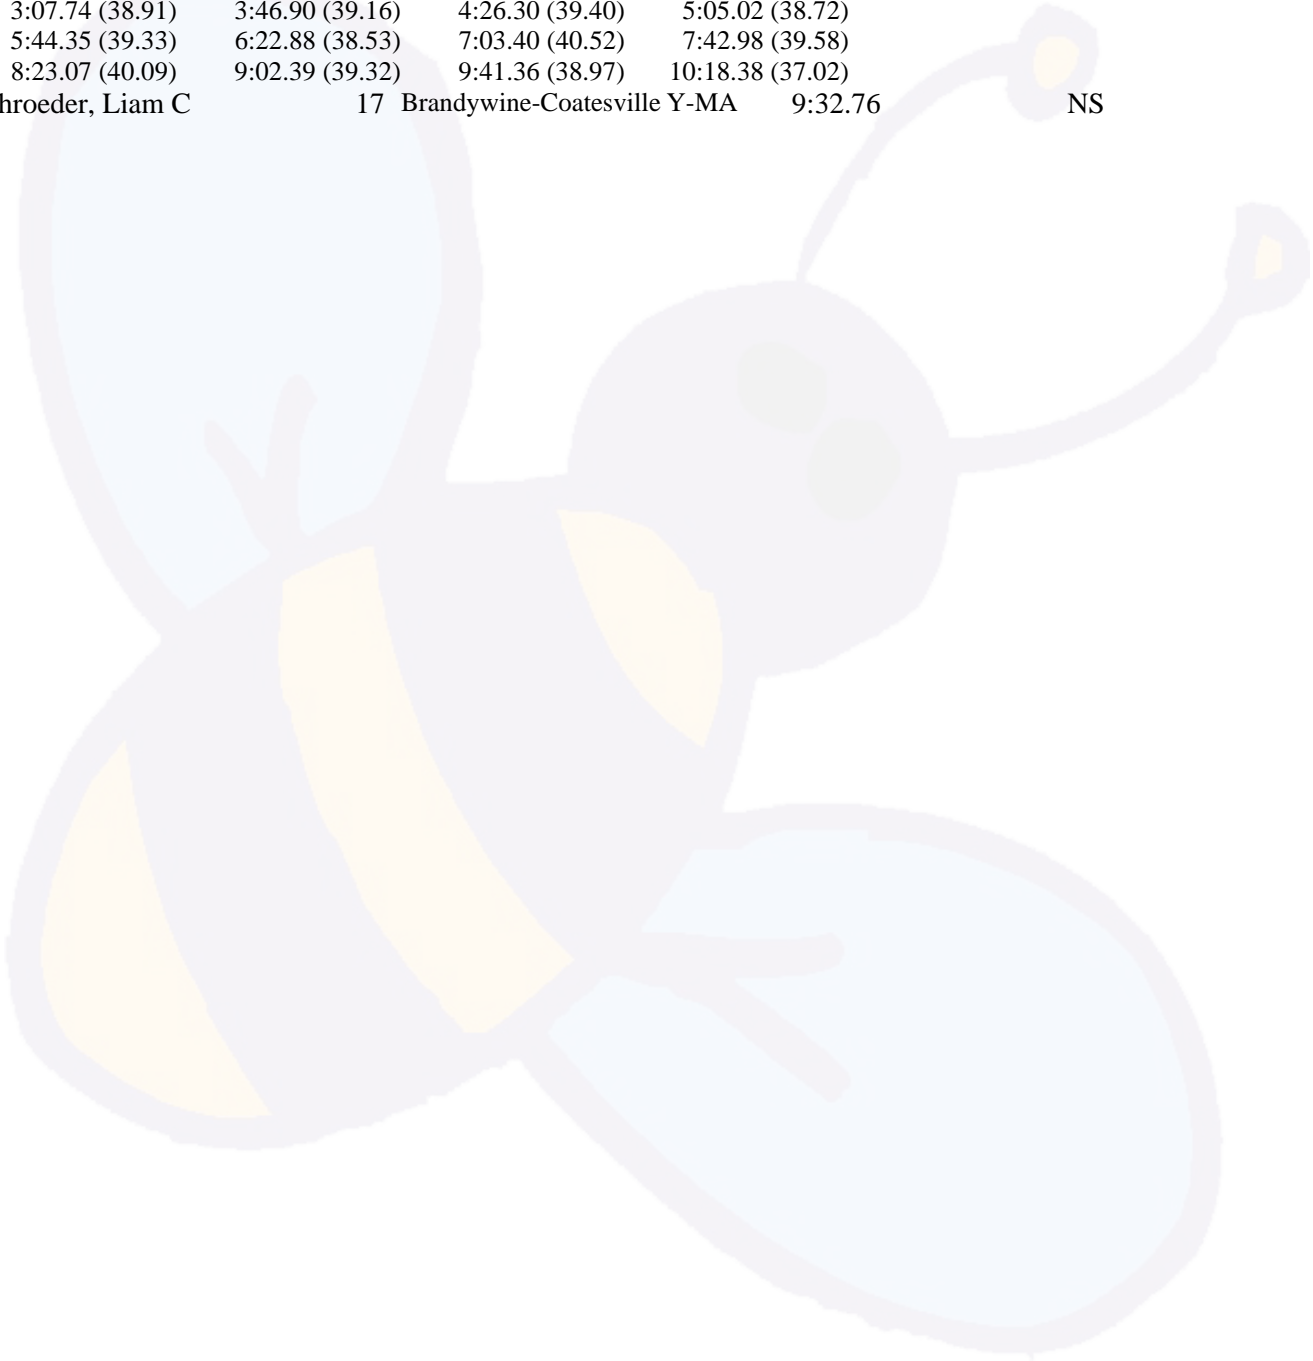 3:07.74 (38.91) 3:46.90 (39.16) 4:26.30 (39.40) 5:05.02 (38.72)
5:44.35 (39.33) 6:22.88 (38.53) 7:03.40 (40.52) 7:42.98 (39.58)
8:23.07 (40.09) 9:02.39 (39.32) 9:41.36 (38.97) 10:18.38 (37.02)
hroeder, Liam C 17 Brandywine-Coatesville Y-MA 9:32.76 NS